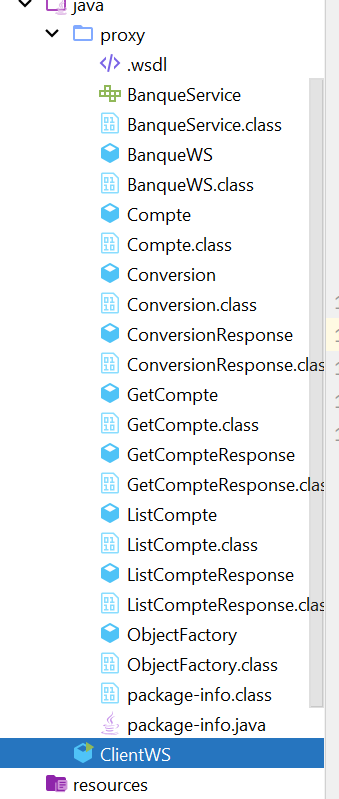 java
proxy
.wsdl
BanqueService
BanqueService.class
BanqueWS
BanqueWS.class
Compte
Compte.class
Conversion
Conversion.class
ConversionResponse
ConversionResponse.clas
GetCompte
GetCompte.class
GetCompteResponse
GetCompteResponse.clas
ListCompte
ListCompte.class
ListCompteResponse
ListCompteResponse.clas
ObjectFactory
ObjectFactory.class
package-info.class
package-info.java
ClientWS
resources